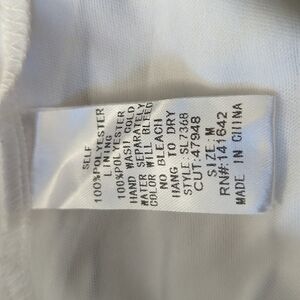 SELF
100%POLYESTER
LINING
100%POLYESTER
HAND WASH COLD
WATER SEPARATELY
COLOR WILL BLEED
NO BLEACH
HANG TO DRY
STYLE SL7368
CUT:47948
SIZE: M
RN#:141642
MADE IN CHINA